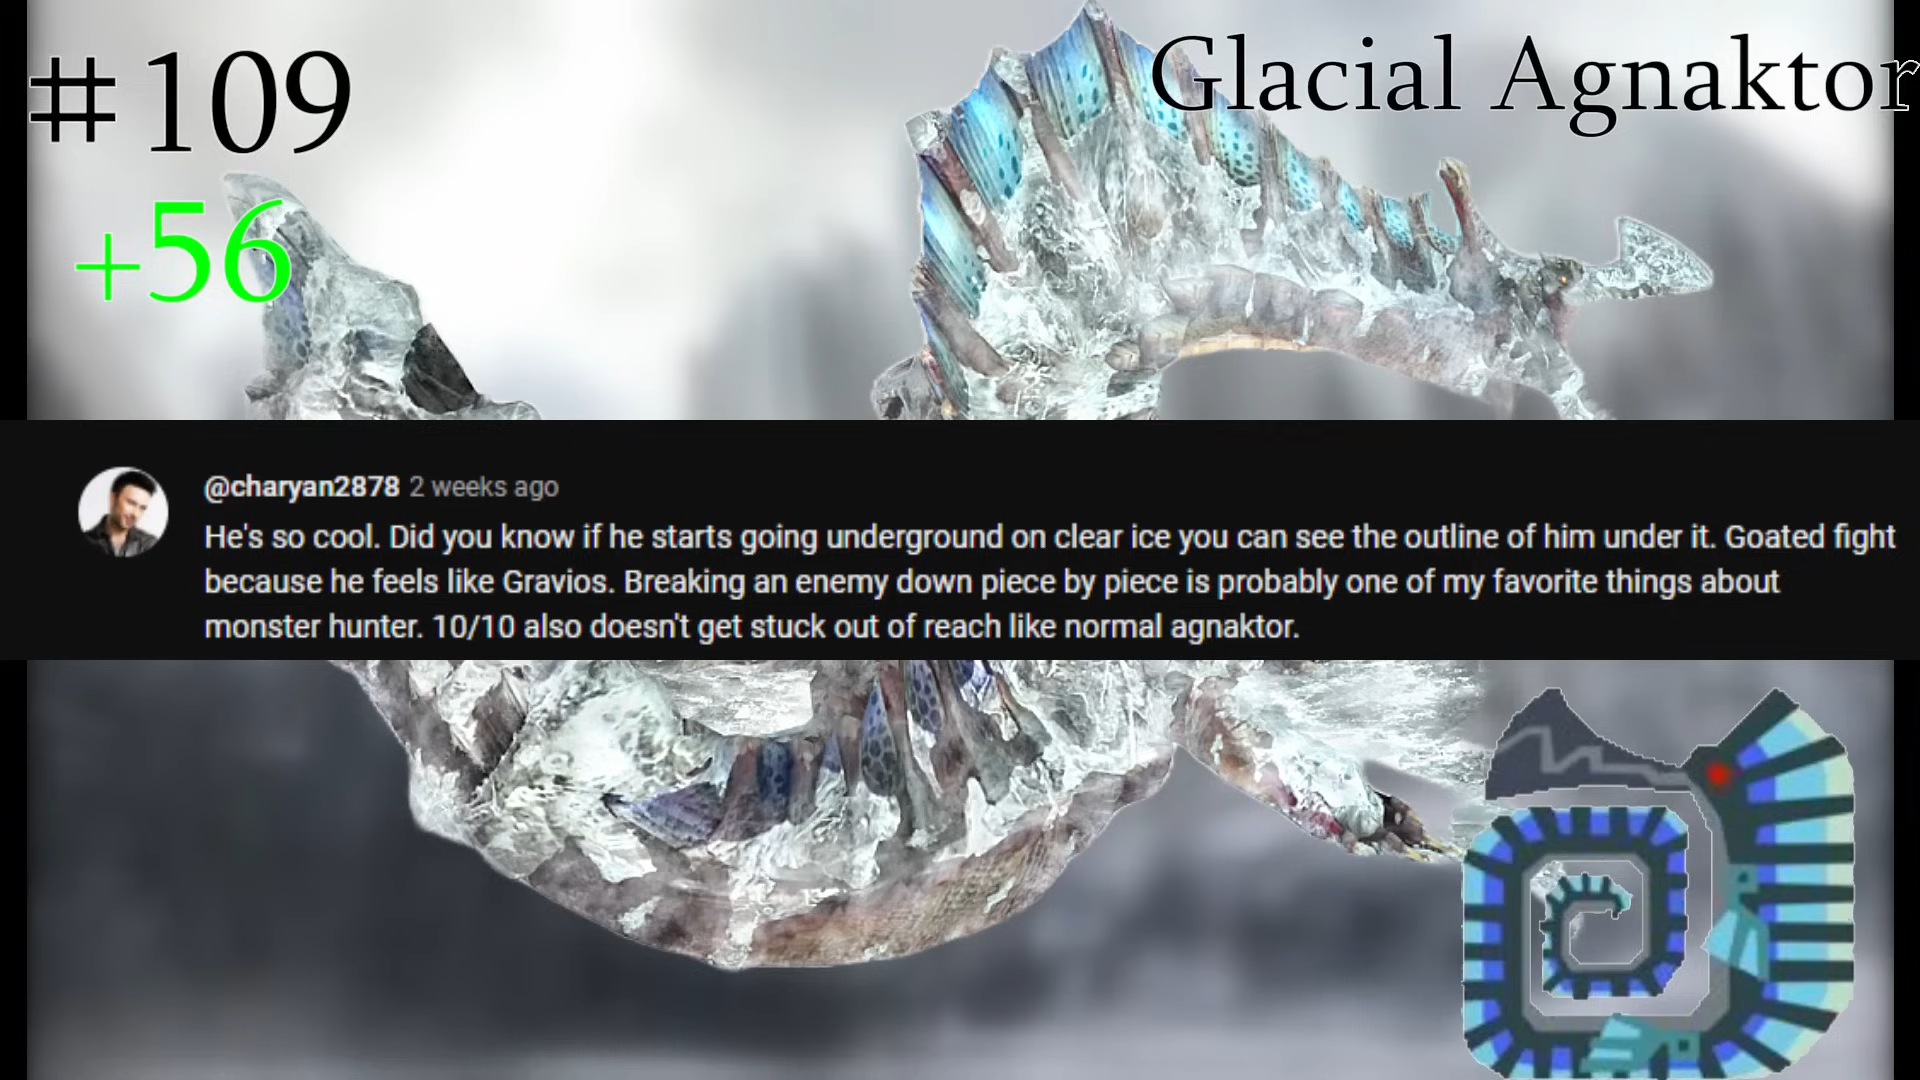 #109
Glacial Agnaktor
+56
@charyan2878 2 weeks ago
He's so cool. Did you know if he starts going underground on clear ice you can see the outline of him under it. Goated fight
because he feels like Gravios. Breaking an enemy down piece by piece is probably one of my favorite things about
monster hunter. 10/10 also doesn't get stuck out of reach like normal agnaktor.